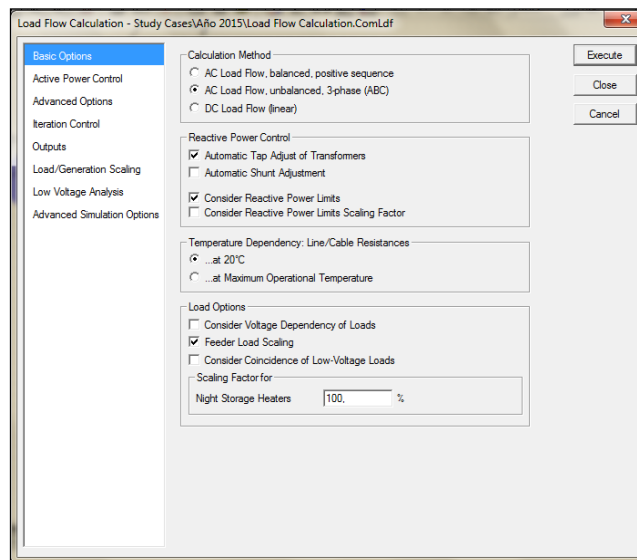 Load Flow Calculation - Study Cases\Año 2015\Load Flow Calculation.ComLdf
Basic Options
Active Power Control
Advanced Options
Iteration Control
Outputs
Load/Generation Scaling
Low Voltage Analysis
Advanced Simulation Options
Calculation Method
AC Load Flow, balanced, positive sequence
AC Load Flow, unbalanced, 3-phase (ABC)
DC Load Flow (linear)
Reactive Power Control
Automatic Tap Adjust of Transformers
Automatic Shunt Adjustment
Consider Reactive Power Limits
Consider Reactive Power Limits Scaling Factor
Temperature Dependency: Line/Cable Resistances
...at 20°C
...at Maximum Operational Temperature
Load Options
Consider Voltage Dependency of Loads
Feeder Load Scaling
Consider Coincidence of Low-Voltage Loads
Scaling Factor for
Night Storage Heaters 100, %
Execute
Close
Cancel